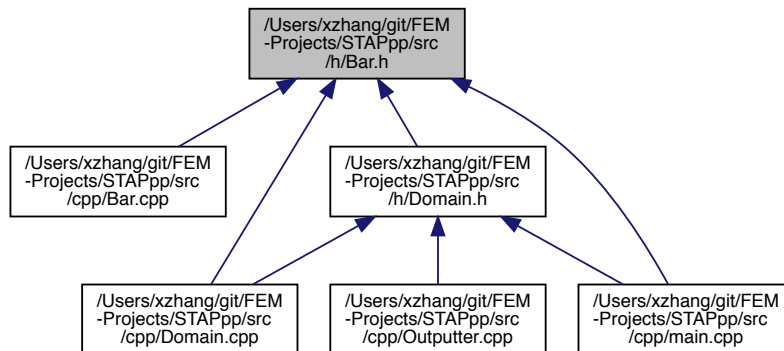 /Users/xzhang/git/FEM
-Projects/STAPpp/src
/h/Bar.h
/Users/xzhang/git/FEM
-Projects/STAPpp/src
/cpp/Bar.cpp
/Users/xzhang/git/FEM
-Projects/STAPpp/src
/h/Domain.h
/Users/xzhang/git/FEM
-Projects/STAPpp/src
/cpp/Domain.cpp
/Users/xzhang/git/FEM
-Projects/STAPpp/src
/cpp/Outputter.cpp
/Users/xzhang/git/FEM
-Projects/STAPpp/src
/cpp/main.cpp